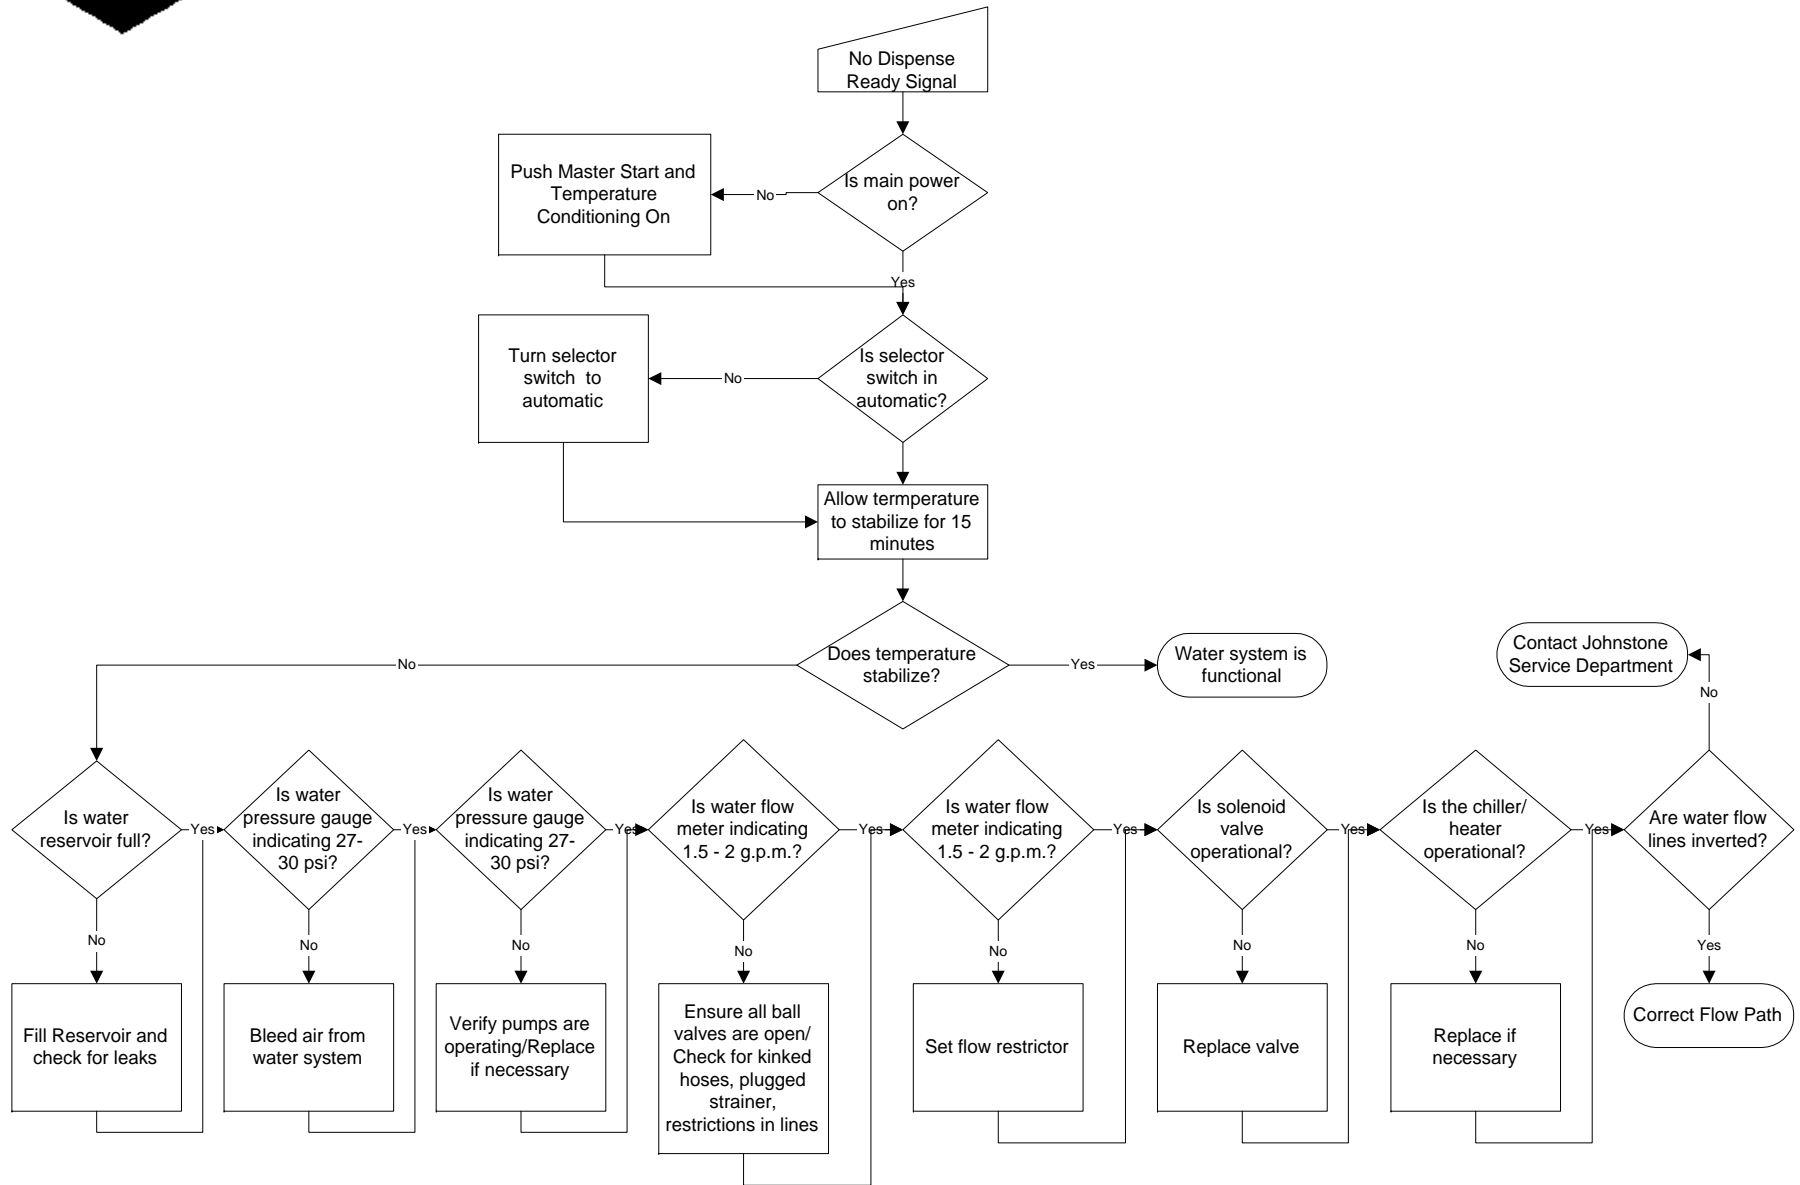 No Dispense
Ready Signal
Push Master Start and
Temperature
Conditioning On
No
Is main power
on?
Yes
Turn selector
switch to
automatic
No
Is selector
switch in
automatic?
Allow termperature
to stabilize for 15
minutes
No
Does temperature
stabilize?
Yes
Water system is
functional
Contact Johnstone
Service Department
No
Is water
reservoir full?
Yes
Is water
pressure gauge
indicating 27-
30 psi?
Yes
Is water
pressure gauge
indicating 27-
30 psi?
Yes
Is water flow
meter indicating
1.5 - 2 g.p.m.?
Yes
Is water flow
meter indicating
1.5 - 2 g.p.m.?
Yes
Is solenoid
valve
operational?
Yes
Is the chiller/
heater
operational?
Yes
Are water flow
lines inverted?
No
No
No
No
No
No
No
Yes
Fill Reservoir and
check for leaks
Bleed air from
water system
Verify pumps are
operating/Replace
if necessary
Ensure all ball
valves are open/
Check for kinked
hoses, plugged
strainer,
restrictions in lines
Set flow restrictor
Replace valve
Replace if
necessary
Correct Flow Path